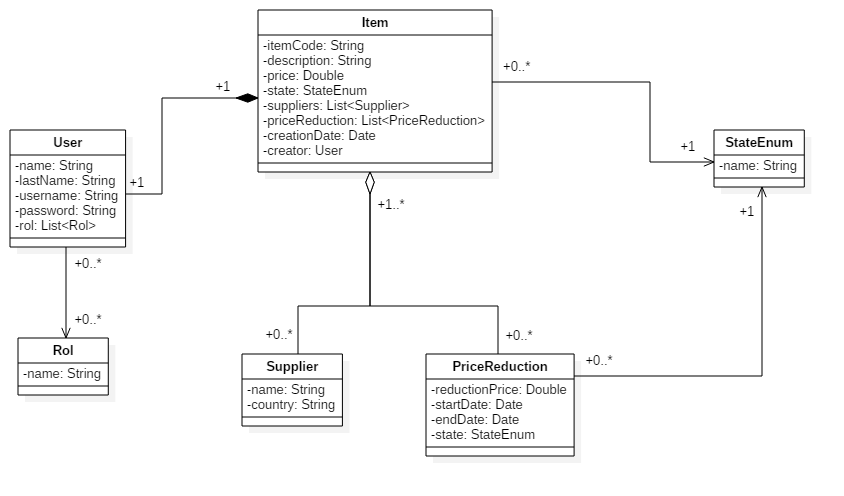 Item
-itemCode: String
-description: String
-price: Double
-state: StateEnum
-suppliers: List<Supplier>
-priceReduction: List<PriceReduction>
-creationDate: Date
-creator: User
+0..*
+1
+1
User
-name: String
-lastName: String
-username: String
-password: String
-rol: List<Rol>
+1
StateEnum
-name: String
+1
+1..*
+0..*
+0..*
Rol
-name: String
+0..*
Supplier
-name: String
-country: String
+0..*
PriceReduction
-reductionPrice: Double
-startDate: Date
-endDate: Date
-state: StateEnum
+0..*